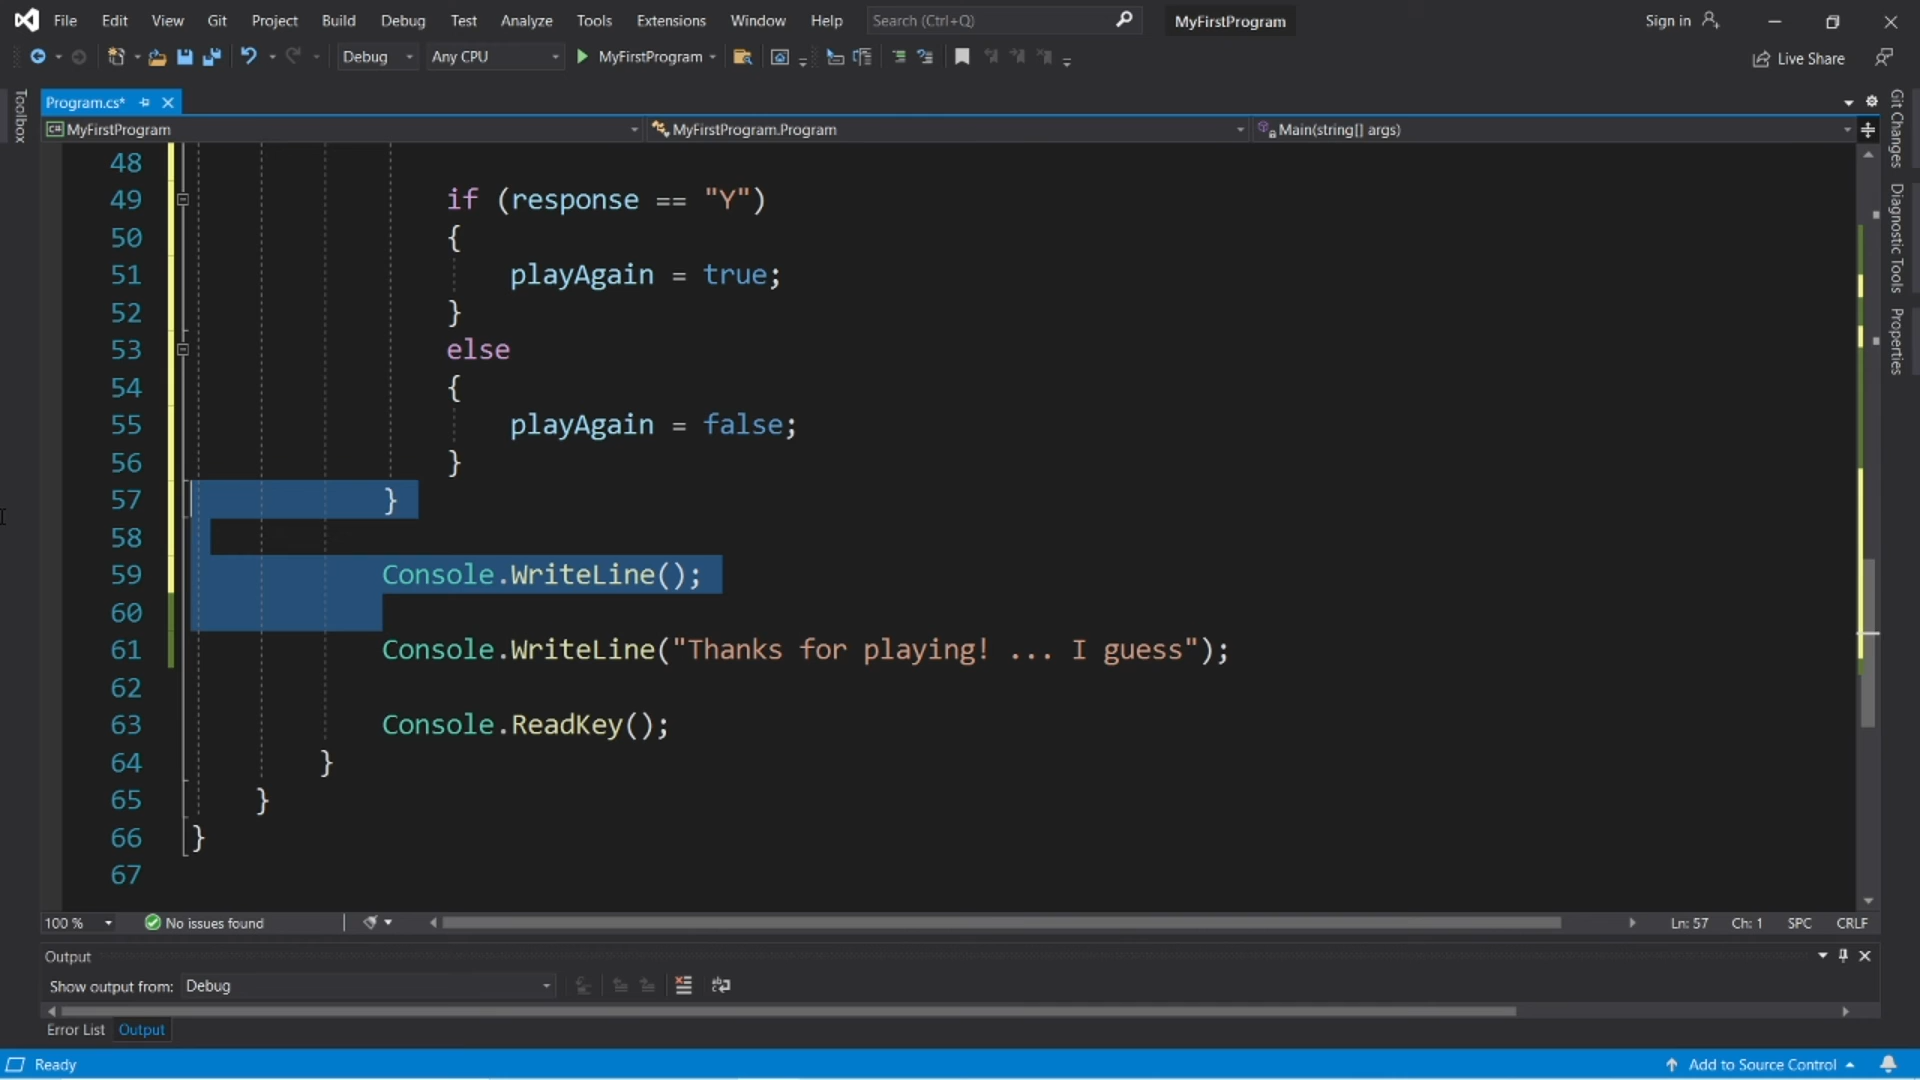 File Edit View Git Project Build Debug Test Analyze Tools Extensions Window Help Search (Ctrl+Q) MyFirstProgram Sign in
Debug Any CPU MyFirstProgram Live Share
Toolbox
Program.cs*
C# MyFirstProgram MyFirstProgram.Program Main(string[] args)
48
49 if (response == "Y")
50 {
51 playAgain = true;
52 }
53 else
54 {
55 playAgain = false;
56 }
57 }
58
59 Console.WriteLine();
60
61 Console.WriteLine("Thanks for playing! ... I guess");
62
63 Console.ReadKey();
64 }
65 }
66 }
67
Git Changes
Diagnostic Tools
Properties
100 % No issues found Ln: 57 Ch: 1 SPC CRLF
Output
Show output from: Debug
Error List Output
Ready Add to Source Control